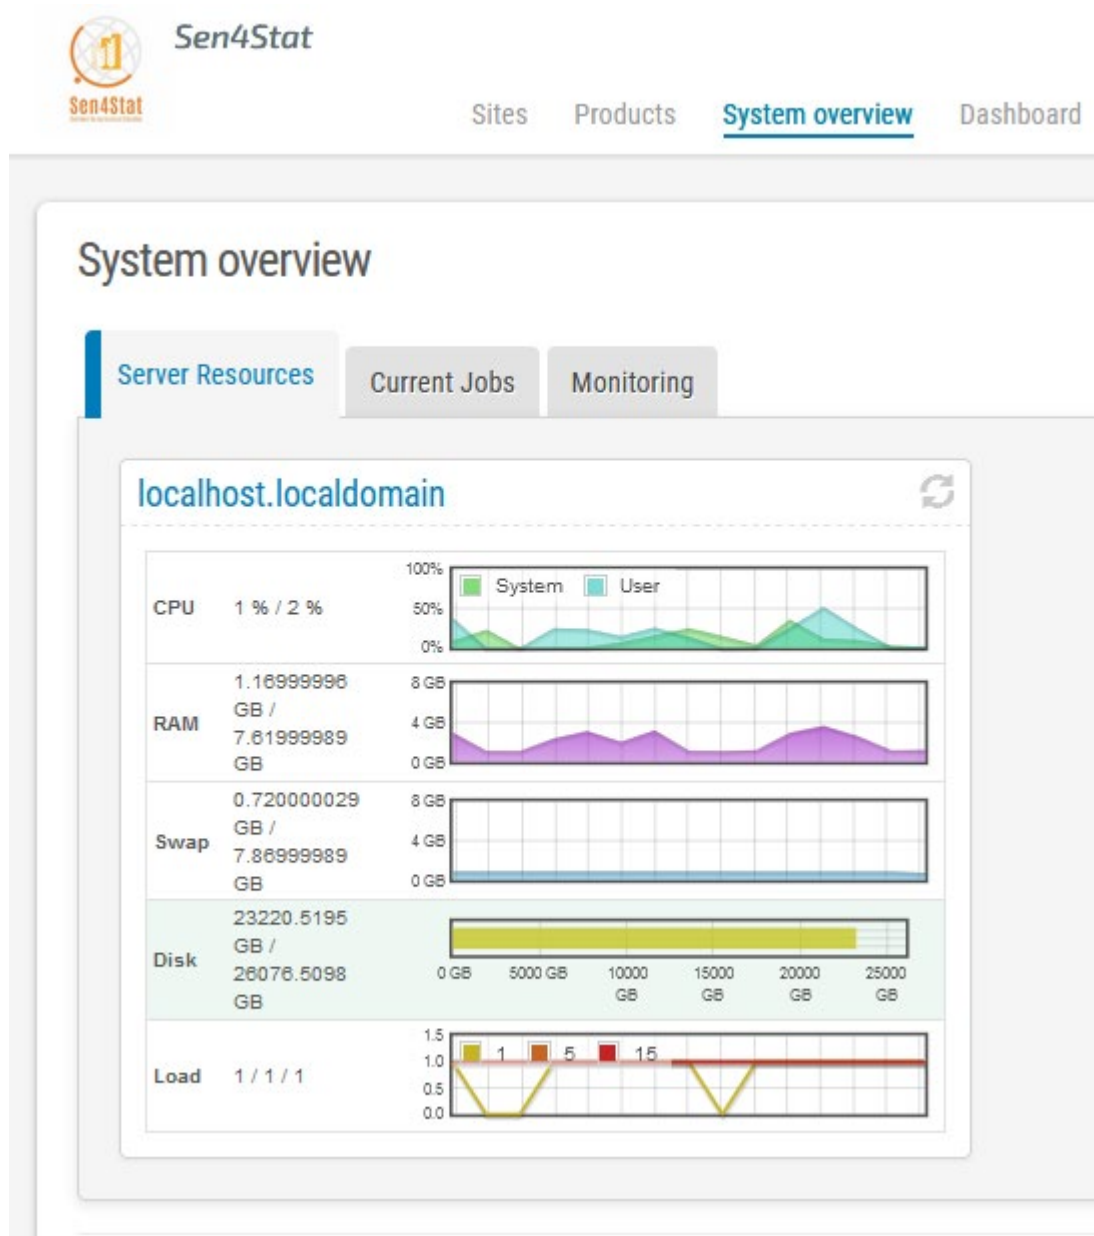 Sen4Stat
Sen4Stat
Sites Products System overview Dashboard
System overview
Server Resources Current Jobs Monitoring
localhost.localdomain
CPU 1 % / 2 %
100%
50%
0%
System User
RAM
1.16999996
GB /
7.61999989
GB
8 GB
4 GB
0 GB
Swap
0.720000029
GB /
7.86999989
GB
8 GB
4 GB
0 GB
Disk
23220.5195
GB /
26076.5098
GB
0 GB 5000 GB 10000 GB 15000 GB 20000 GB 25000 GB
Load 1 / 1 / 1
1.5
1.0
0.5
0.0
1 5 15